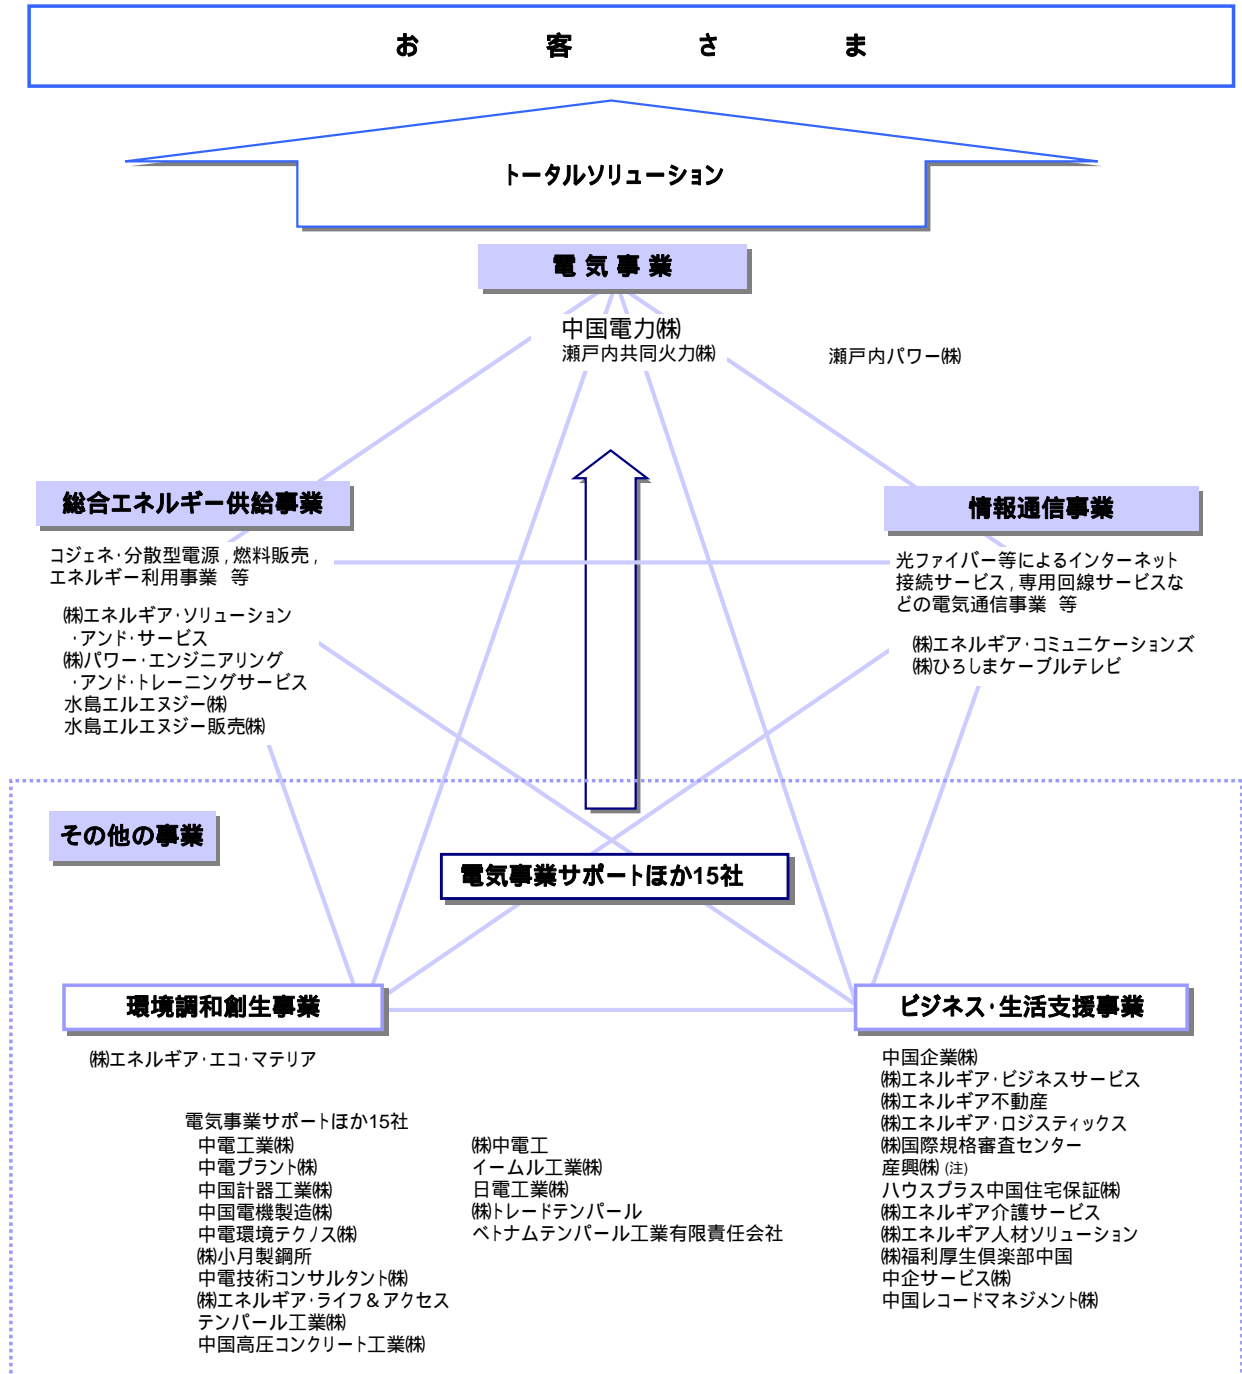 お客さま
トータルソリューション
電気事業
中国電力㈱
瀬戸内共同火力㈱
瀬戸内パワー㈱
総合エネルギー供給事業
コジェネ・分散型電源,燃料販売,
エネルギー利用事業 等
㈱エネルギア・ソリューション
・アンド・サービス
㈱パワー・エンジニアリング
・アンド・トレーニングサービス
水島エルエヌジー㈱
水島エルエヌジー販売㈱
情報通信事業
光ファイバー等によるインターネット
接続サービス,専用回線サービスな
どの電気通信事業 等
㈱エネルギア・コミュニケーションズ
㈱ひろしまケーブルテレビ
その他の事業
電気事業サポートほか15社
環境調和創生事業
㈱エネルギア・エコ・マテリア
電気事業サポートほか15社
中電工業㈱
中電プラント㈱
中国計器工業㈱
中国電機製造㈱
中電環境テクノス㈱
㈱小月製鋼所
中電技術コンサルタント㈱
㈱エネルギア・ライフ＆アクセス
テンパール工業㈱
中国高圧コンクリート工業㈱
㈱中電工
イームル工業㈱
日電工業㈱
㈱トレードテンパール
ベトナムテンパール工業有限責任会社
ビジネス・生活支援事業
中国企業㈱
㈱エネルギア・ビジネスサービス
㈱エネルギア不動産
㈱エネルギア・ロジスティックス
㈱国際規格審査センター
産興㈱ (注)
ハウスプラス中国住宅保証㈱
㈱エネルギア介護サービス
㈱エネルギア人材ソリューション
㈱福利厚生倶楽部中国
中企サービス㈱
中国レコードマネジメント㈱